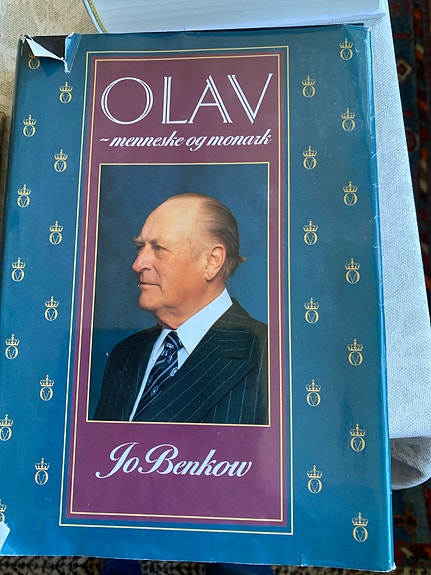 OLAV
~ menneske og monark
Jo Benkow